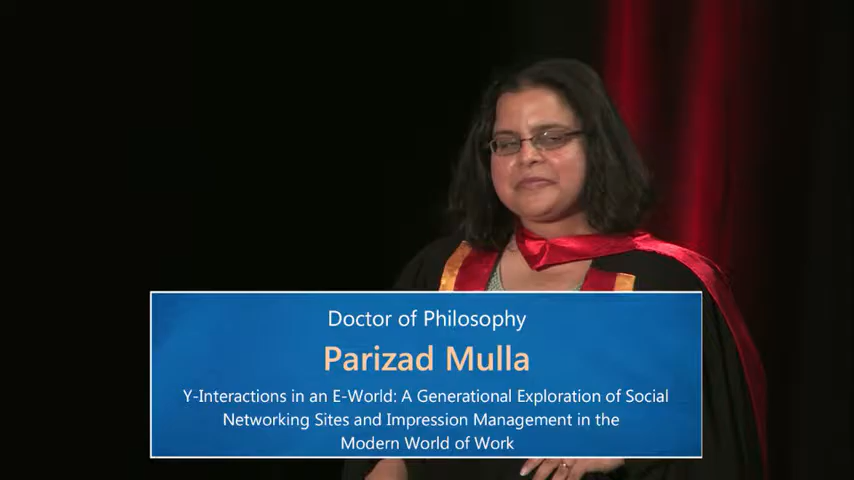 Doctor of Philosophy
Parizad Mulla
Y-Interactions in an E-World: A Generational Exploration of Social
Networking Sites and Impression Management in the
Modern World of Work